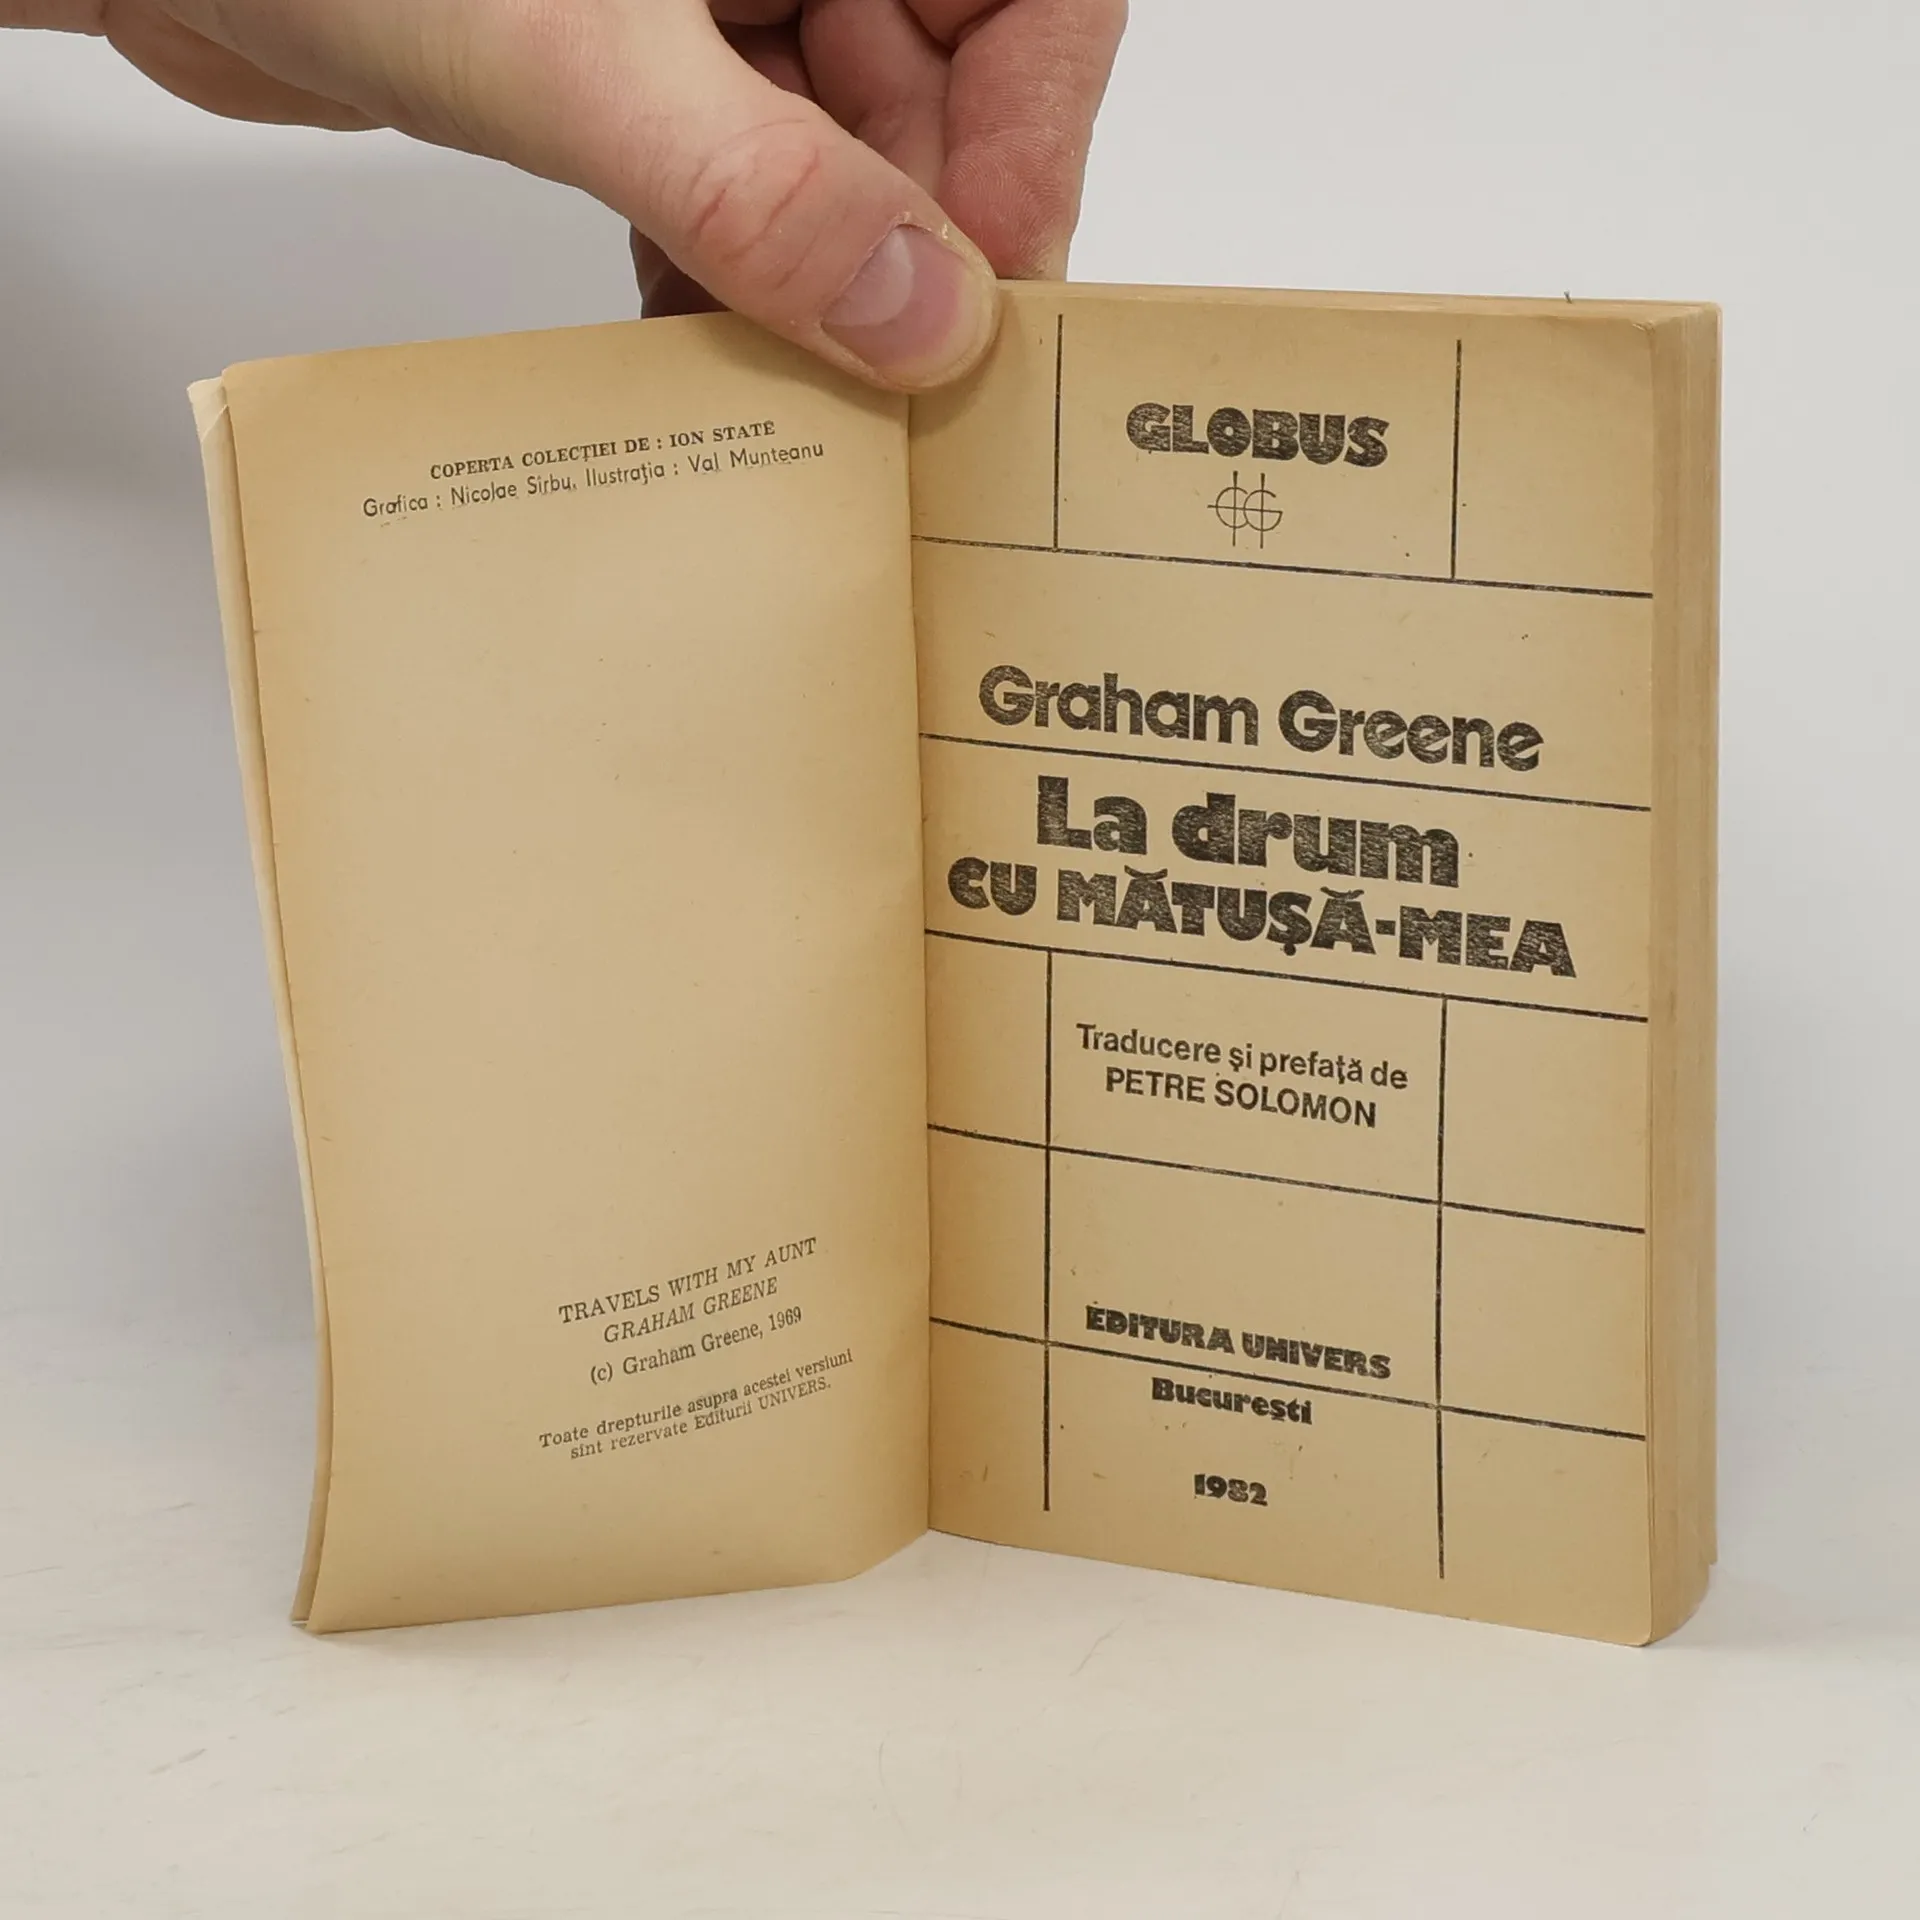 COPERTA COLECȚIEI DE : ION STATE
Grafica : Nicolae Sîrbu, Ilustrația : Val Munteanu
TRAVELS WITH MY AUNT
GRAHAM GREENE
(c) Graham Greene, 1969
Toate drepturile asupra acestei versiuni
sînt rezervate Editurii UNIVERS.
GLOBUS
Graham Greene
La drum
CU MĂTUȘĂ-MEA
Traducere și prefață de
PETRE SOLOMON
EDITURA UNIVERS
București
1982